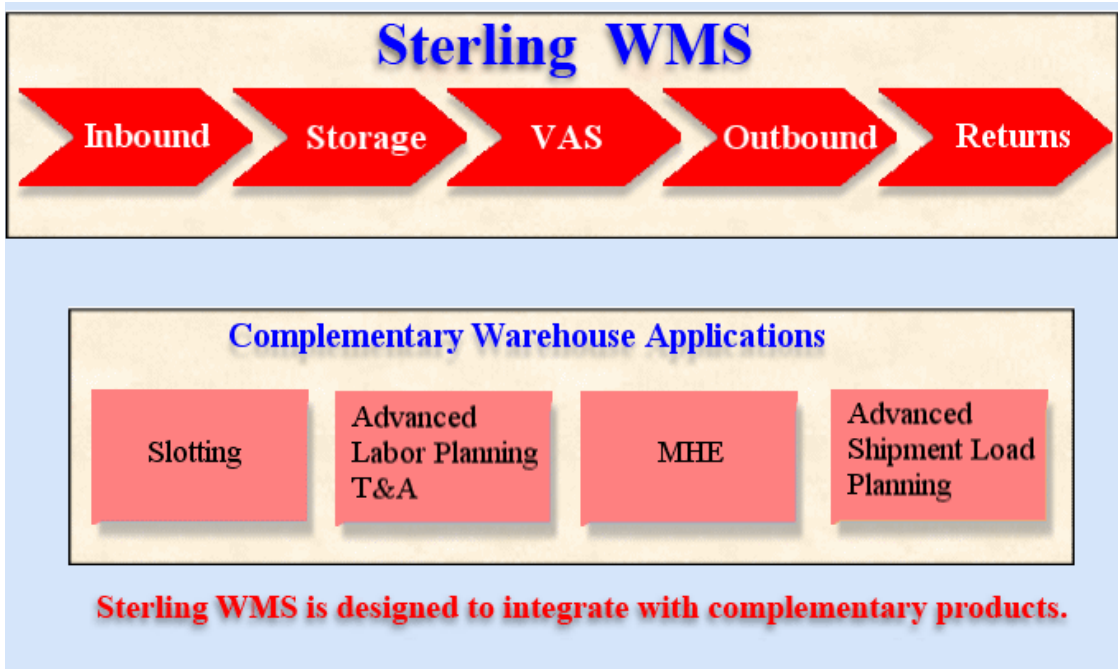 Sterling WMS
Inbound
Storage
VAS
Outbound
Returns
Complementary Warehouse Applications
Slotting
Advanced
Labor Planning
T&A
MHE
Advanced
Shipment Load
Planning
Sterling WMS is designed to integrate with complementary products.